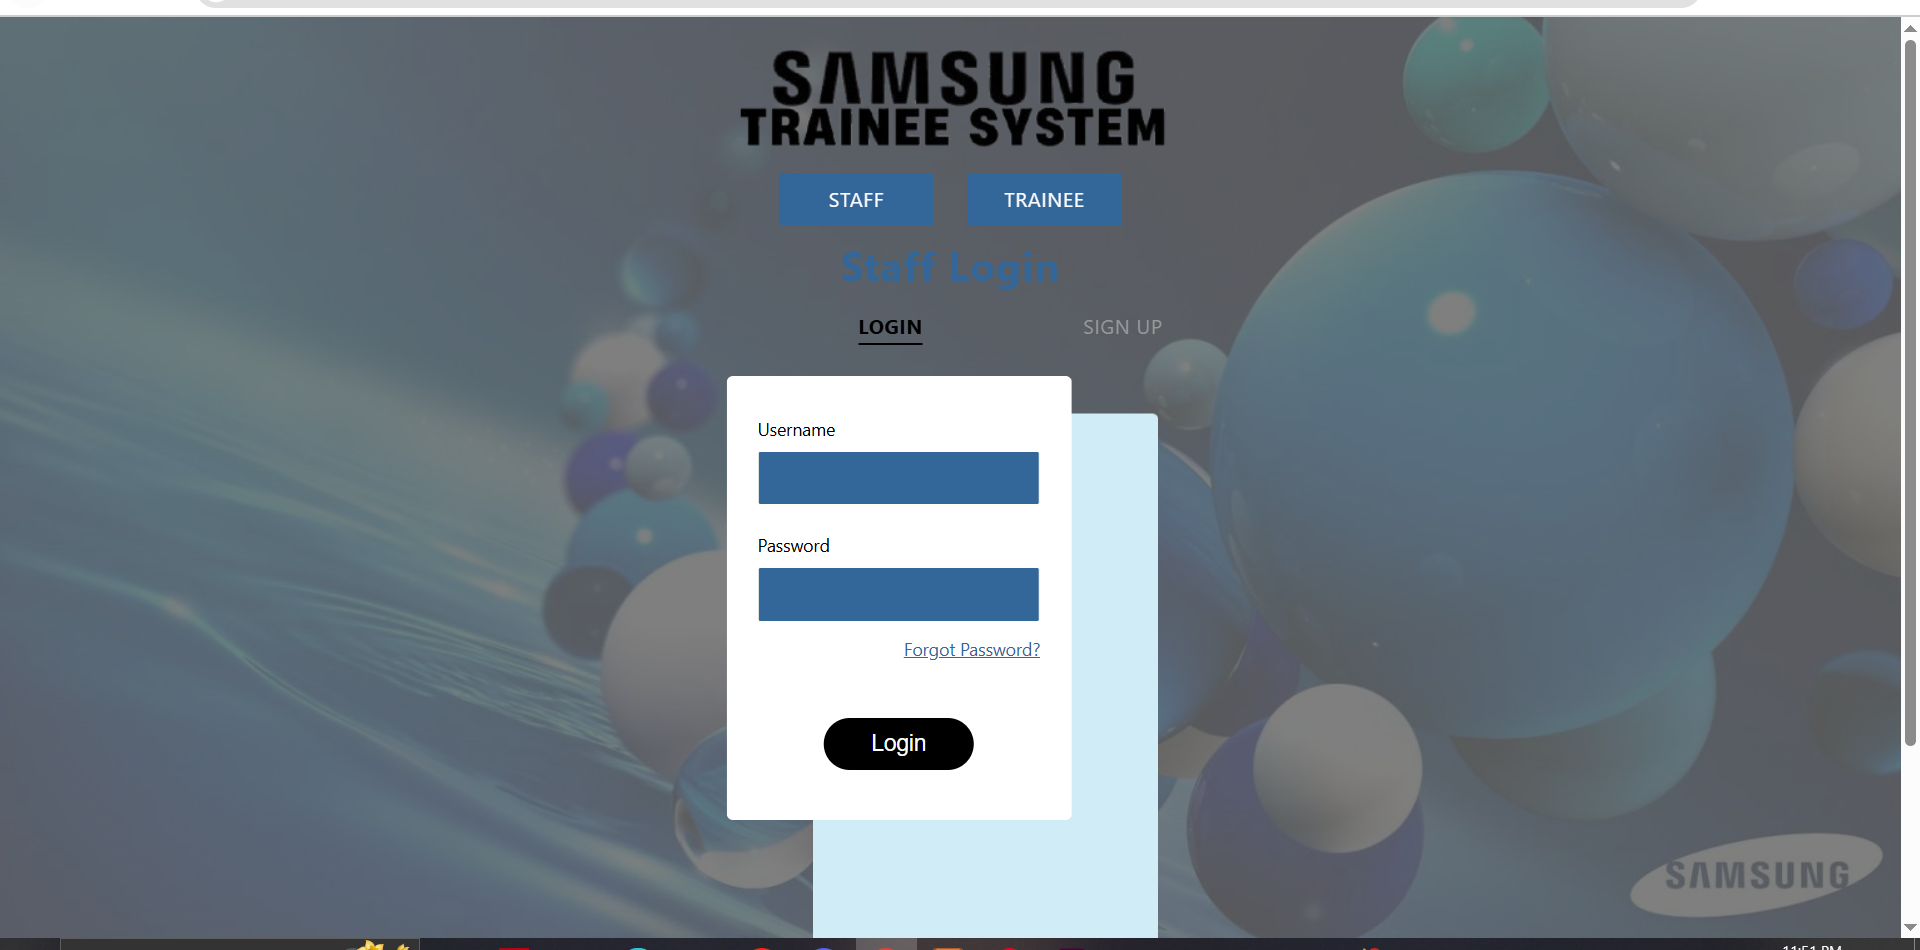 SAMSUNG
TRAINEE SYSTEM
STAFF
TRAINEE
Staff Login
LOGIN
SIGN UP
Username
Password
Forgot Password?
Login
SAMSUNG